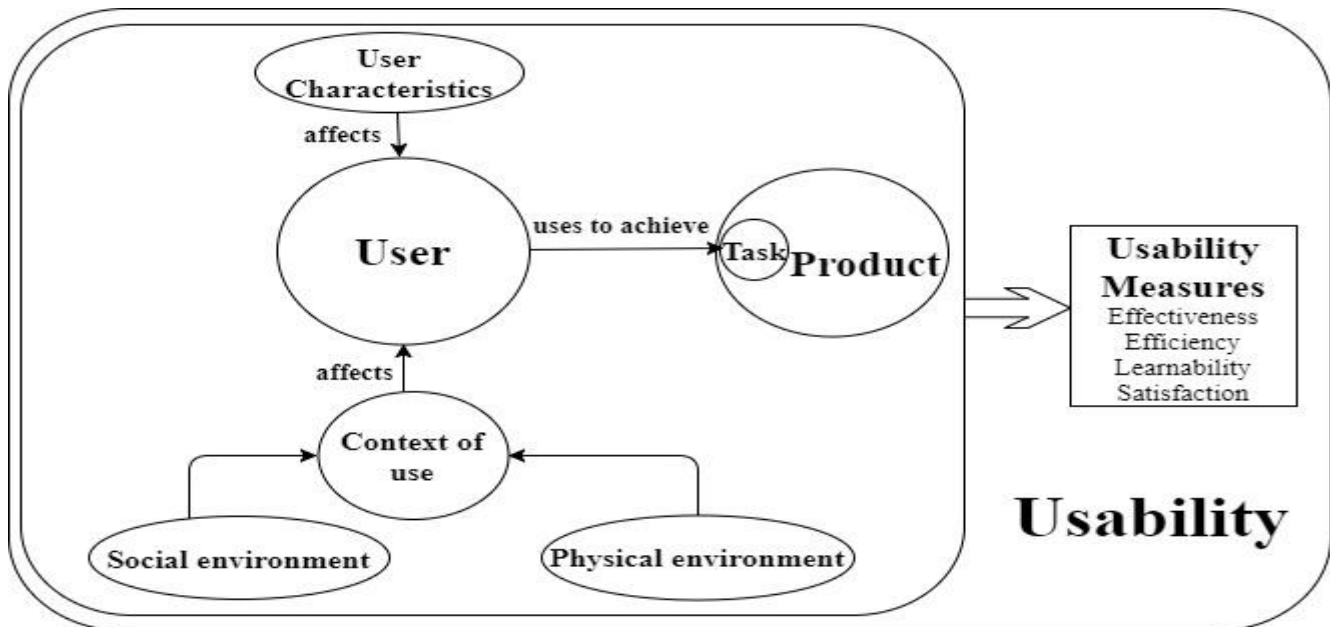 User
Characteristics
affects
User
uses to achieve
Task
Product
affects
Context of
use
Social environment
Physical environment
Usability
Measures
Effectiveness
Efficiency
Learnability
Satisfaction
Usability